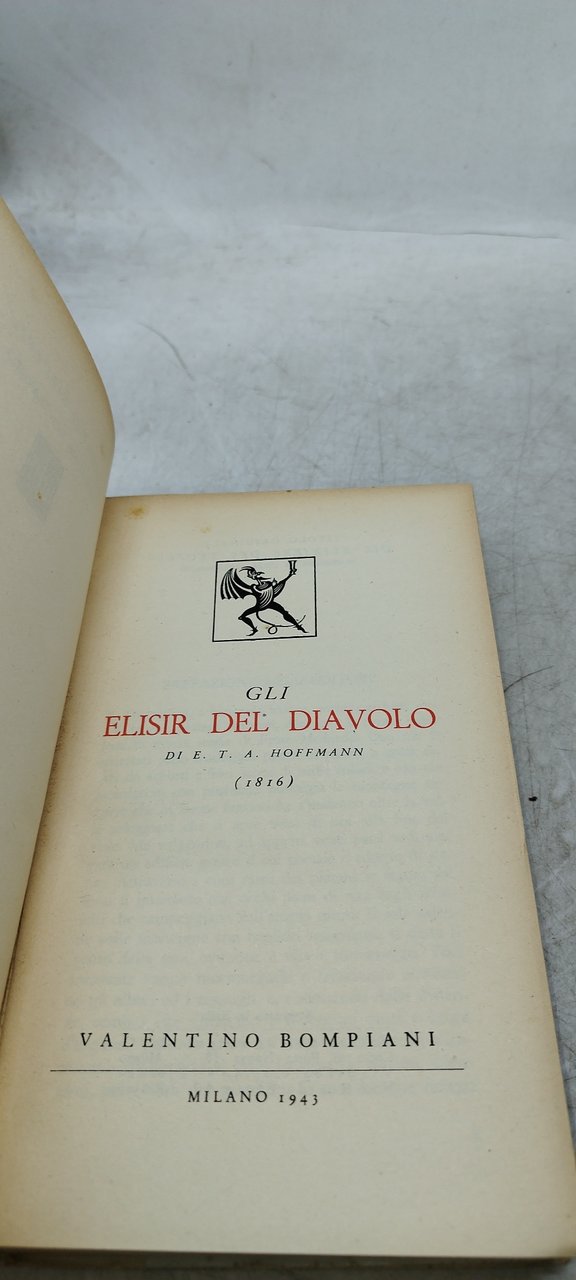 GLI
ELISIR DEL DIAVOLO
DI E. T. A. HOFFMANN
(1816)
VALENTINO BOMPIANI
MILANO 1943